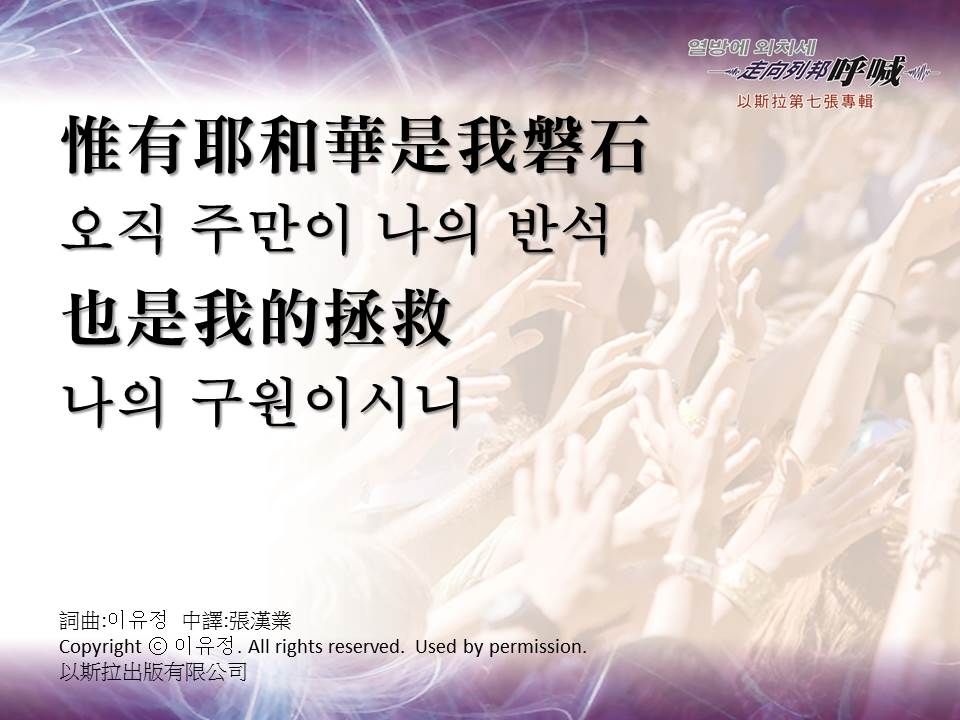 열방에 외치세
走向列邦呼喊
以斯拉第七張專輯
惟有耶和華是我磐石
오직 주만이 나의 반석
也是我的拯救
나의 구원이시니
詞曲:이유정 中譯:張漢業
Copyright ⓒ 이유정. All rights reserved. Used by permission.
以斯拉出版有限公司